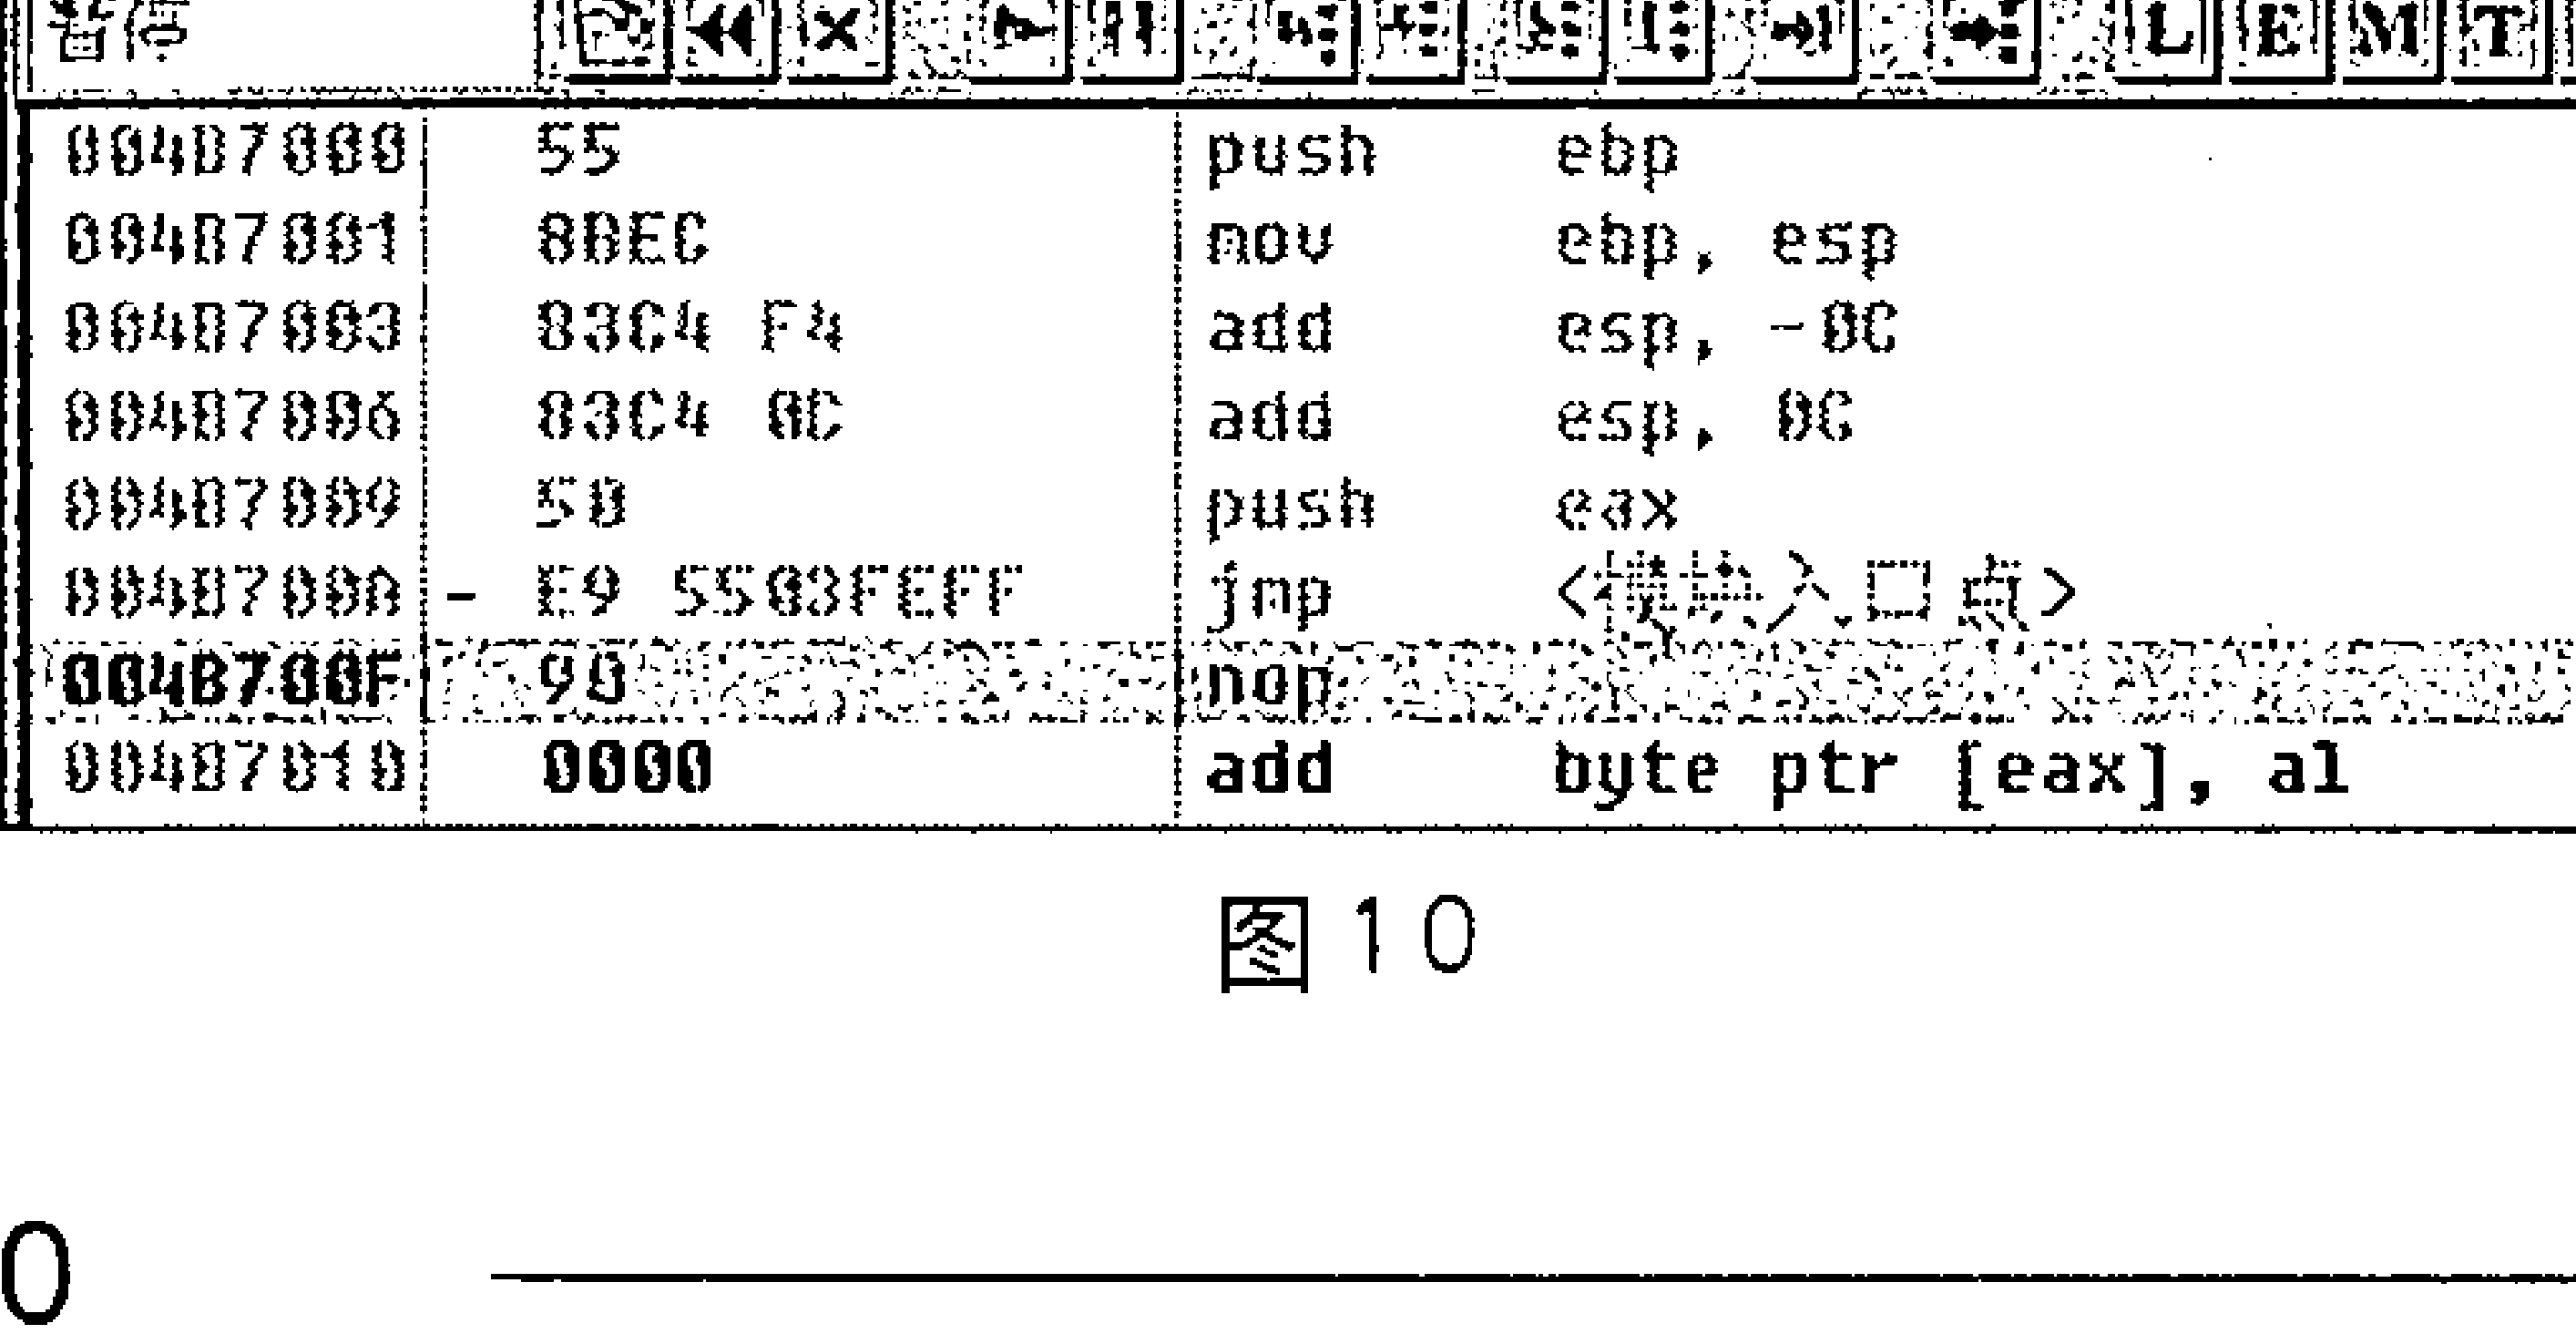 暂停 L E M T
004B7000 55 push ebp
004B7001 8BEC mov ebp, esp
004B7003 83C4 F4 add esp, -0C
004B7006 83C4 0C add esp, 0C
004B7009 50 push eax
004B700A - E9 5503FEFF jmp <模块入口点>
004B700F 90 nop
004B7010 0000 add byte ptr [eax], al
图10
0